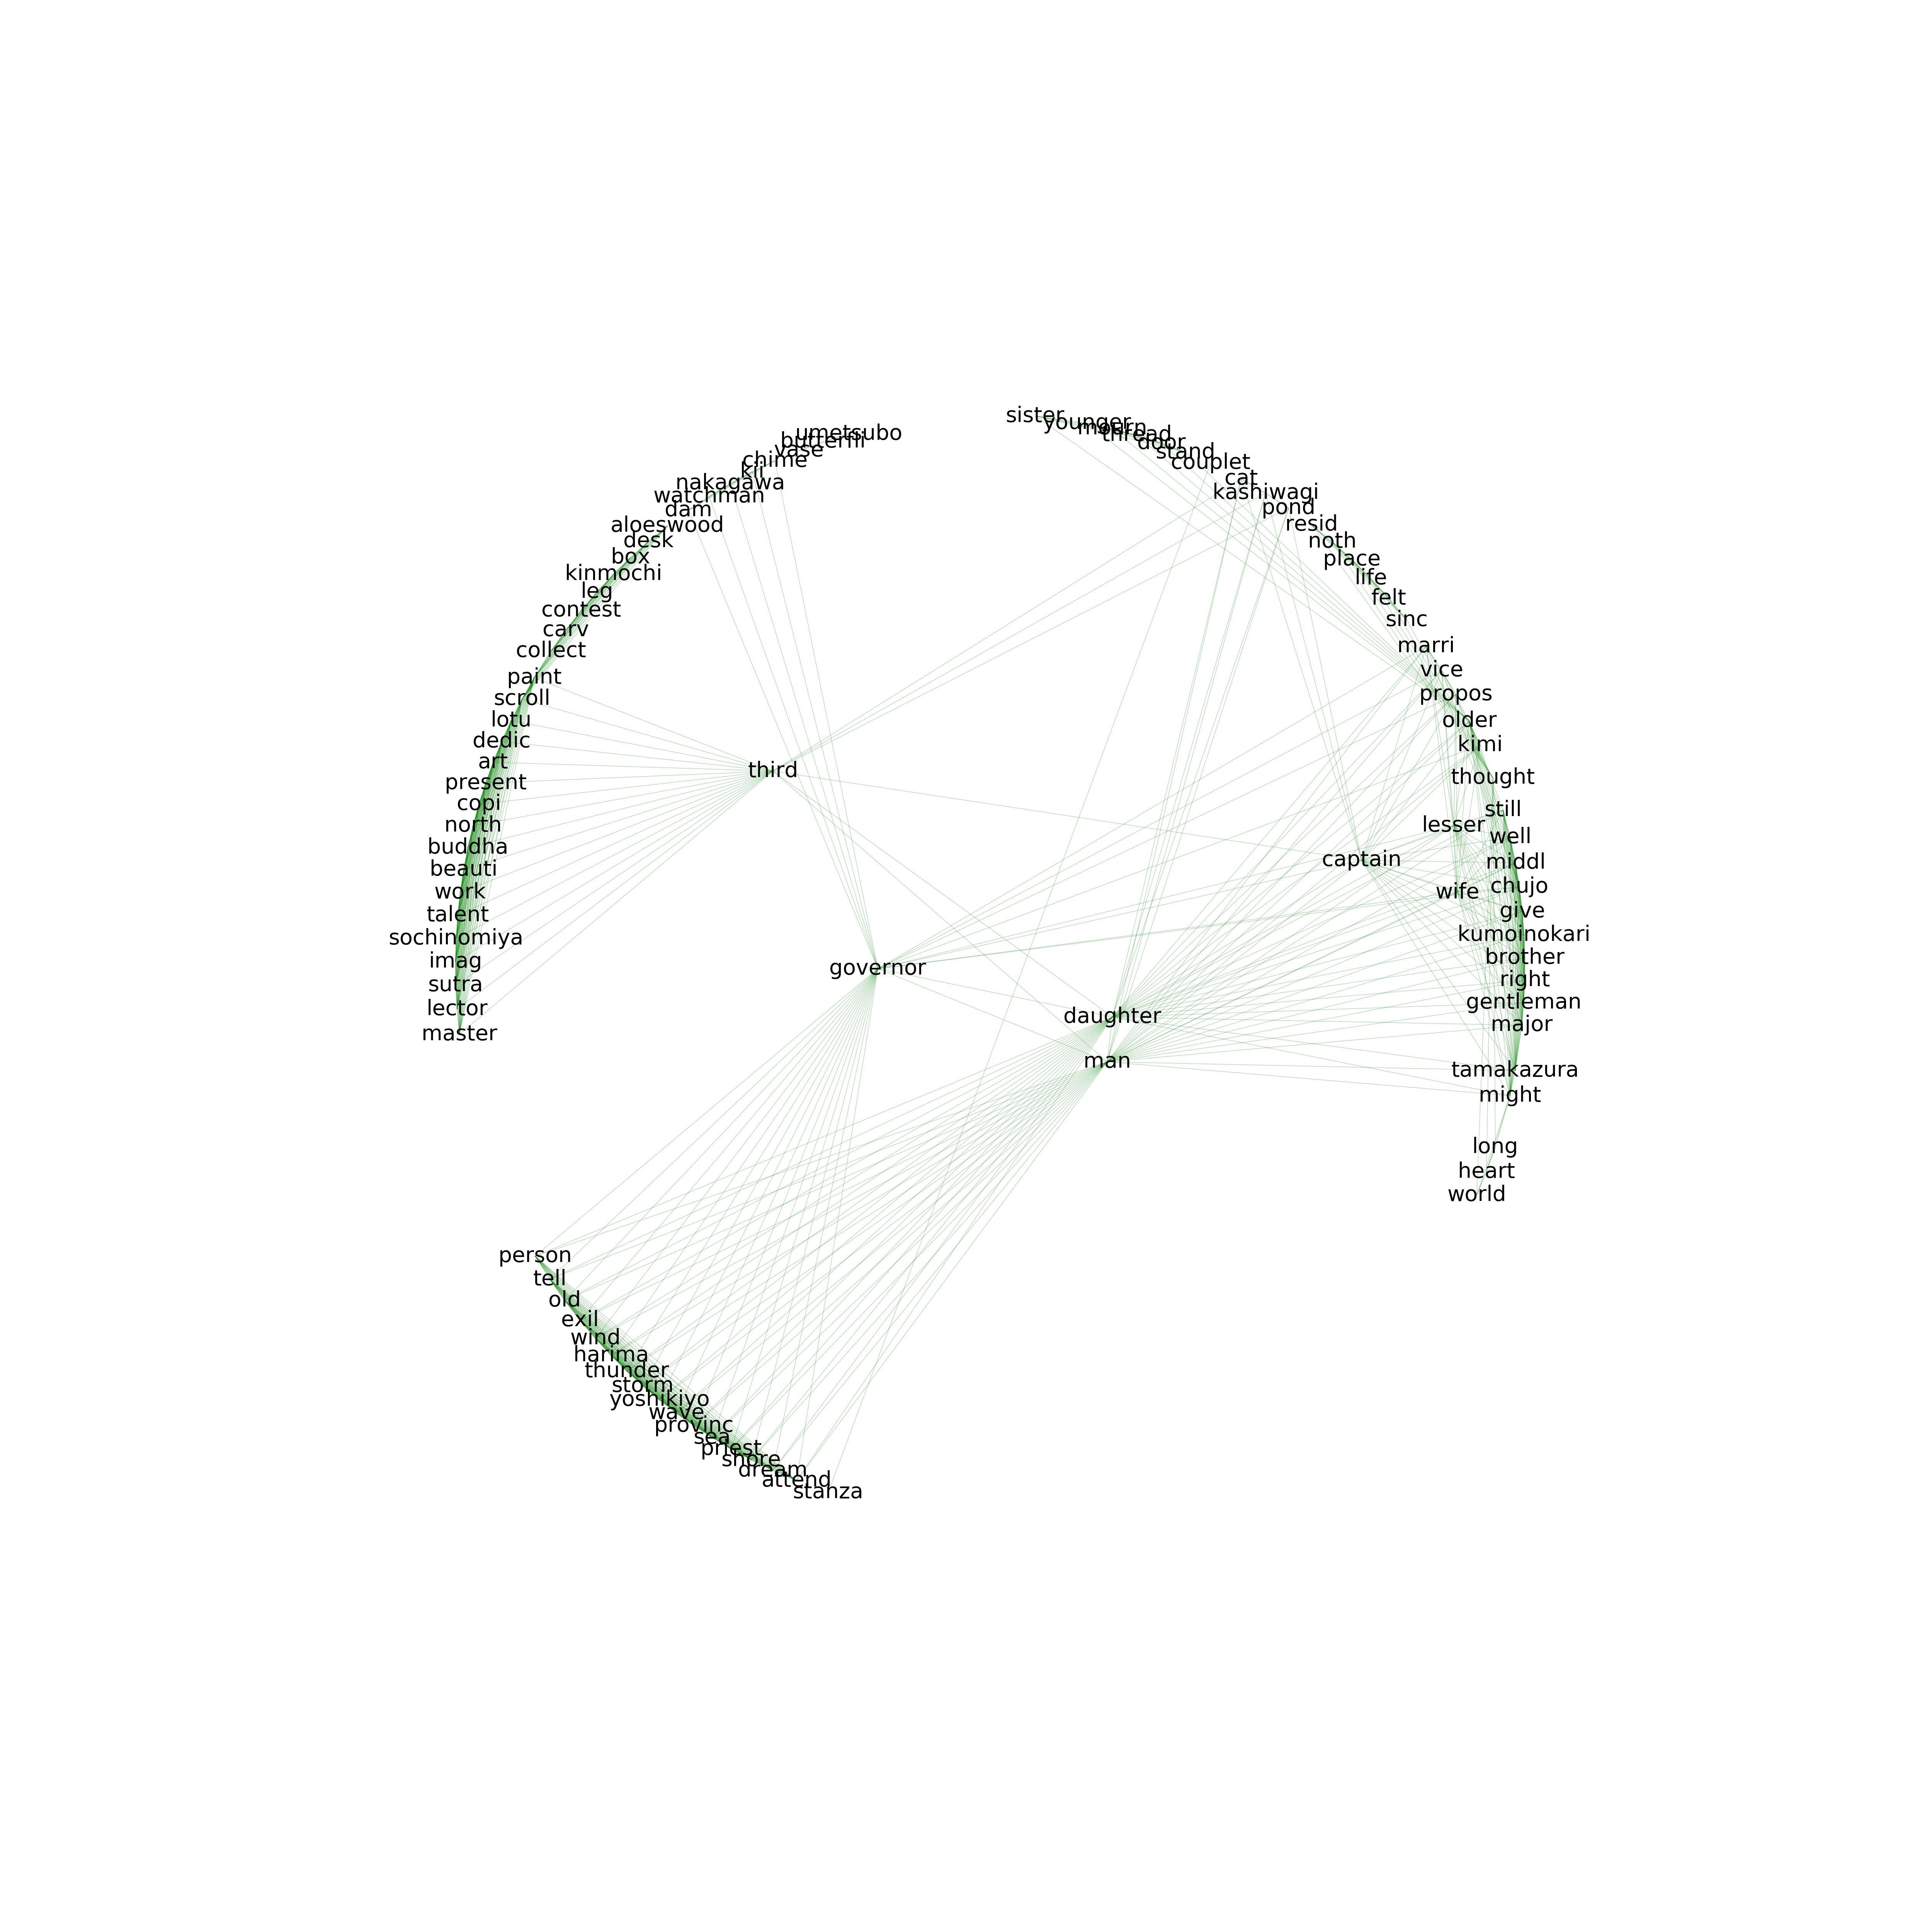 sister
younger
mourn
thread
door
stand
couplet
cat
kashiwagi
pond
resid
noth
place
life
felt
sinc
marri
vice
propos
older
kimi
thought
still
lesser
well
captain
middl
chujo
wife
give
kumoinokari
brother
right
gentleman
major
tamakazura
might
long
heart
world
umetsubo
butterfli
vase
chime
kii
nakagawa
watchman
dam
aloeswood
desk
box
kinmochi
leg
contest
carv
collect
paint
scroll
lotu
dedic
art
present
third
copi
north
buddha
beauti
work
talent
sochinomiya
imag
sutra
lector
master
governor
daughter
man
person
tell
old
exil
wind
harima
thunder
storm
yoshikiyo
wave
provinc
sea
priest
shore
dream
attend
stanza